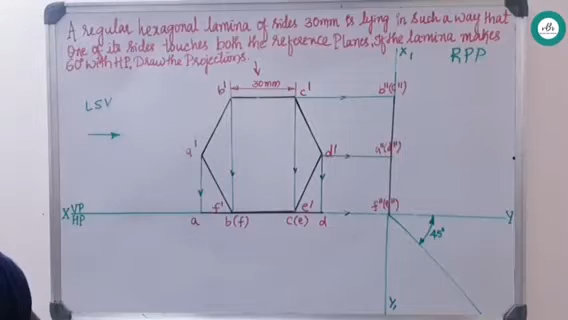 A regular hexagonal lamina of sides 30mm is lying in such a way that
One of its sides touches both the reference Planes, If the lamina makes
60° with HP, Draw the Projections.
X1
RPP
30mm
b' c' b"(c")
LSV
a' d' a"(d")
f' e' f"(e")
X VP Y
HP
a b(f) c(e) d
45°
Y1